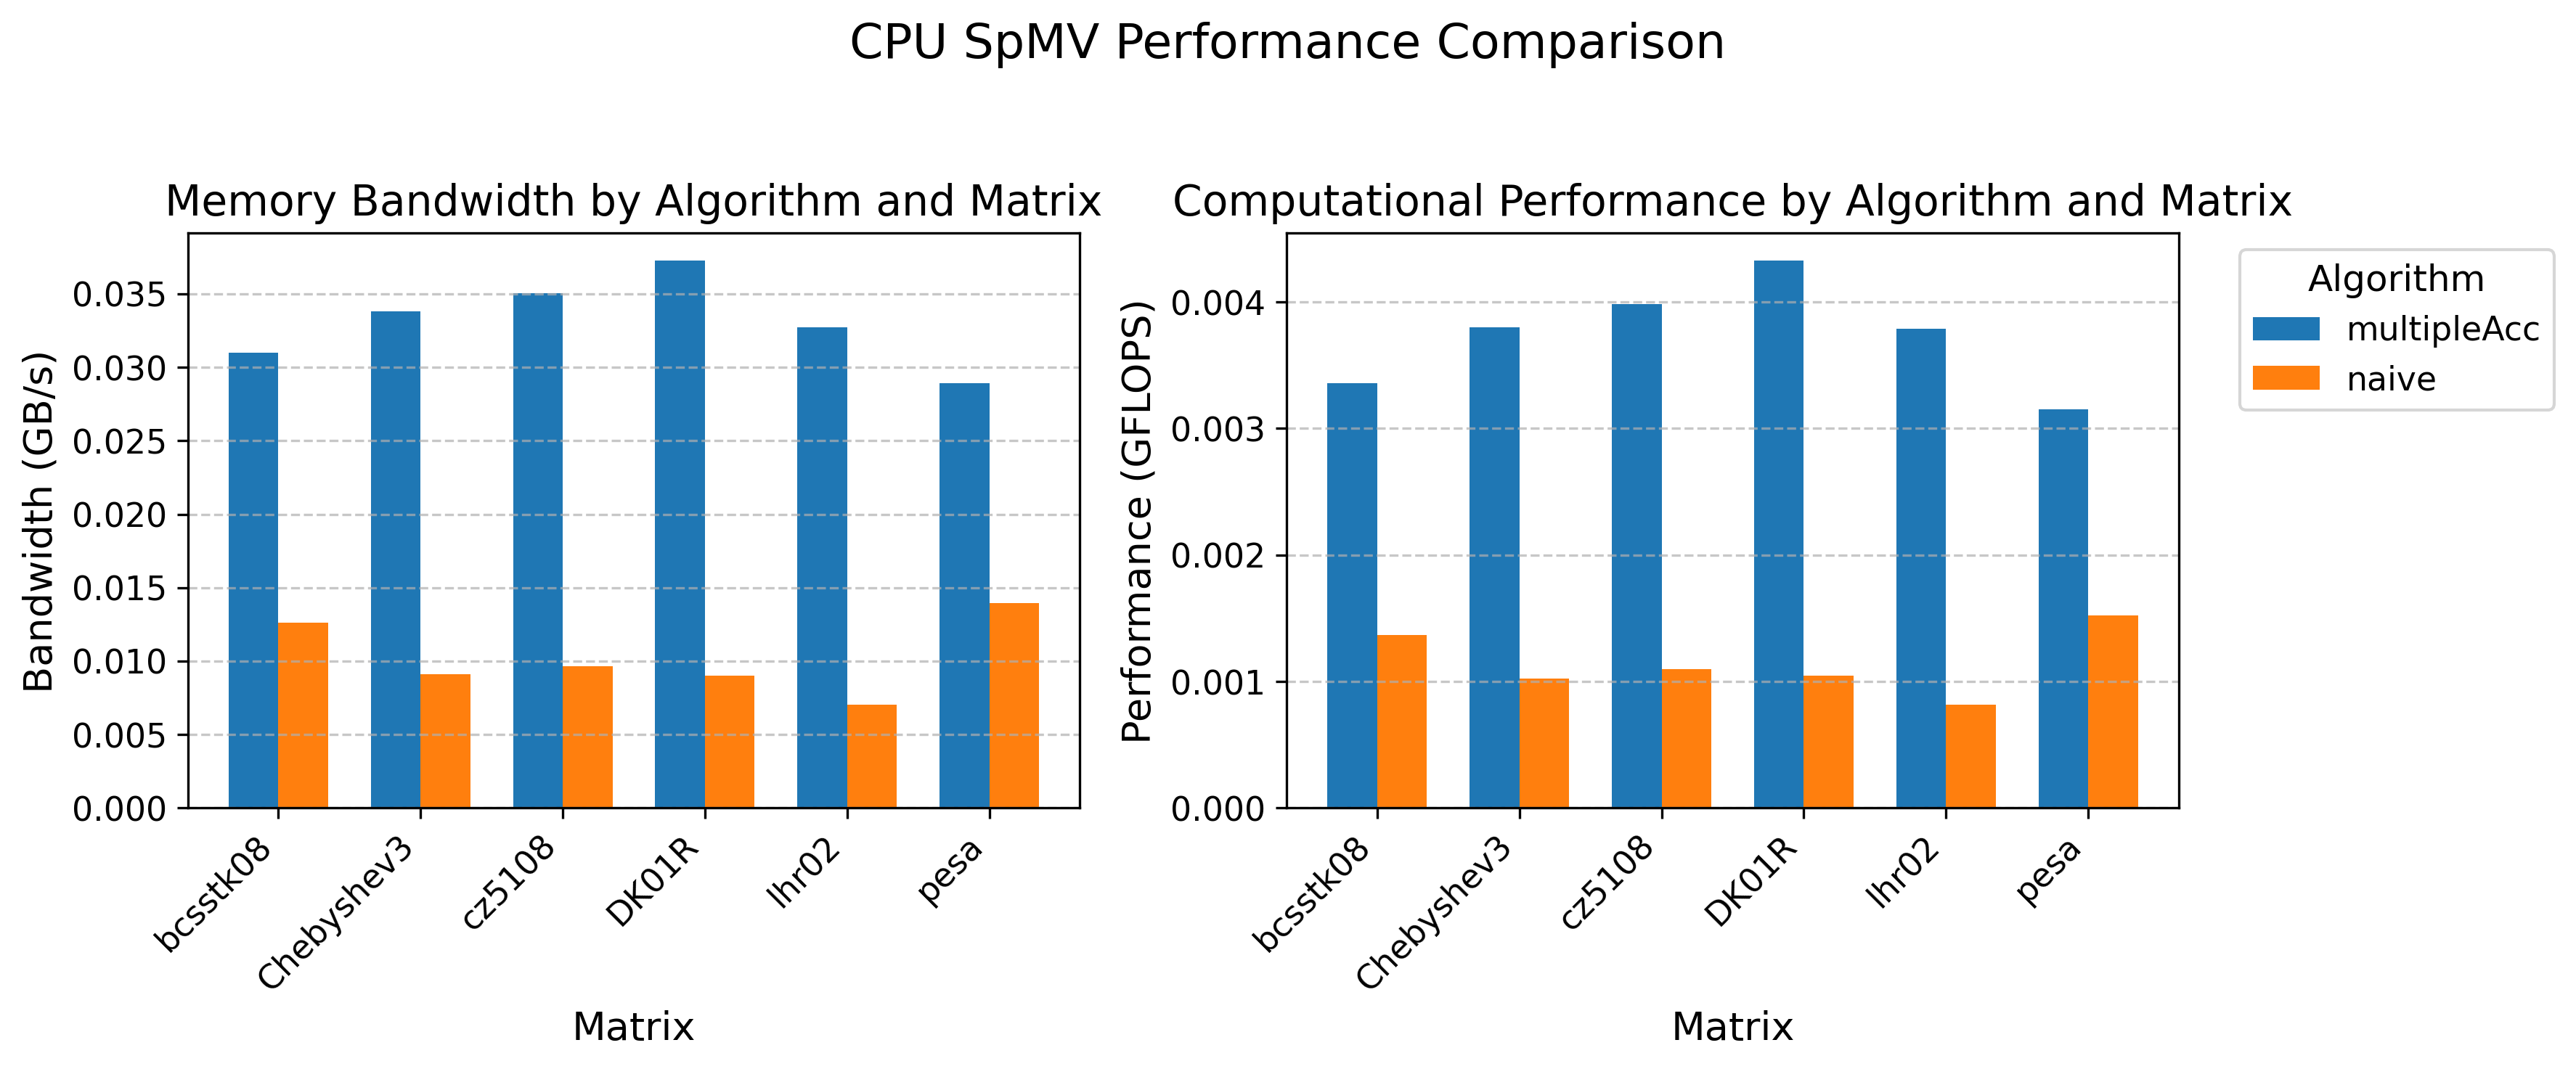 CPU SpMV Performance Comparison
Memory Bandwidth by Algorithm and Matrix
Bandwidth (GB/s)
0.035
0.030
0.025
0.020
0.015
0.010
0.005
0.000
bcsstk08
Chebyshev3
cz5108
DK01R
lhr02
pesa
Matrix
Computational Performance by Algorithm and Matrix
Performance (GFLOPS)
0.004
0.003
0.002
0.001
0.000
bcsstk08
Chebyshev3
cz5108
DK01R
lhr02
pesa
Matrix
Algorithm
multipleAcc
naive